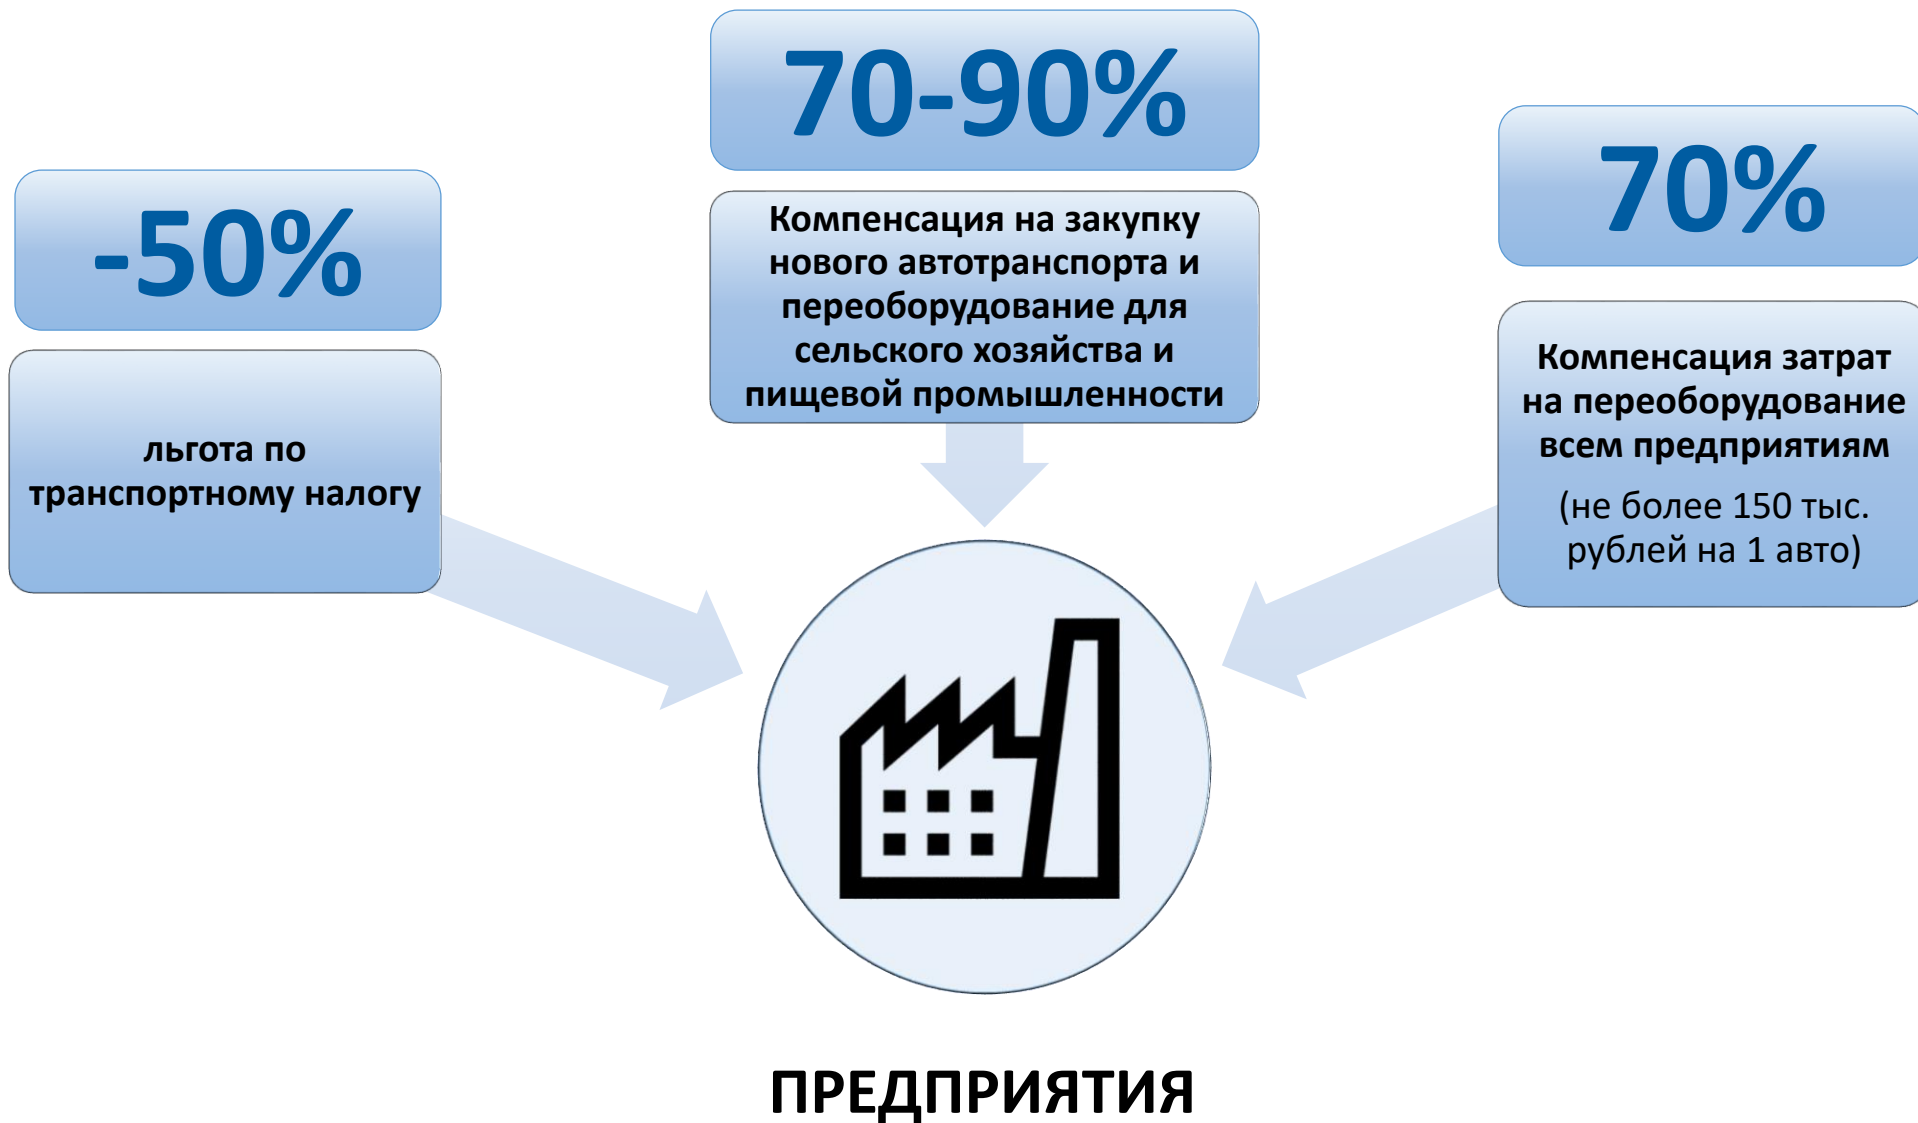 -50%
льгота по
транспортному налогу
70-90%
Компенсация на закупку
нового автотранспорта и
переоборудование для
сельского хозяйства и
пищевой промышленности
70%
Компенсация затрат
на переоборудование
всем предприятиям
(не более 150 тыс.
рублей на 1 авто)
ПРЕДПРИЯТИЯ